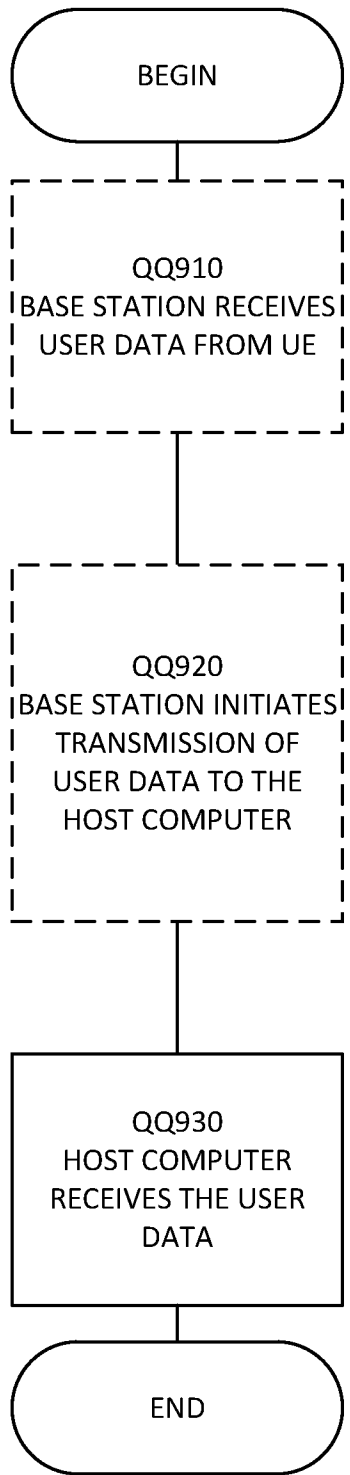 BEGIN
QQ910
BASE STATION RECEIVES
USER DATA FROM UE
QQ920
BASE STATION INITIATES
TRANSMISSION OF
USER DATA TO THE
HOST COMPUTER
QQ930
HOST COMPUTER
RECEIVES THE USER
DATA
END